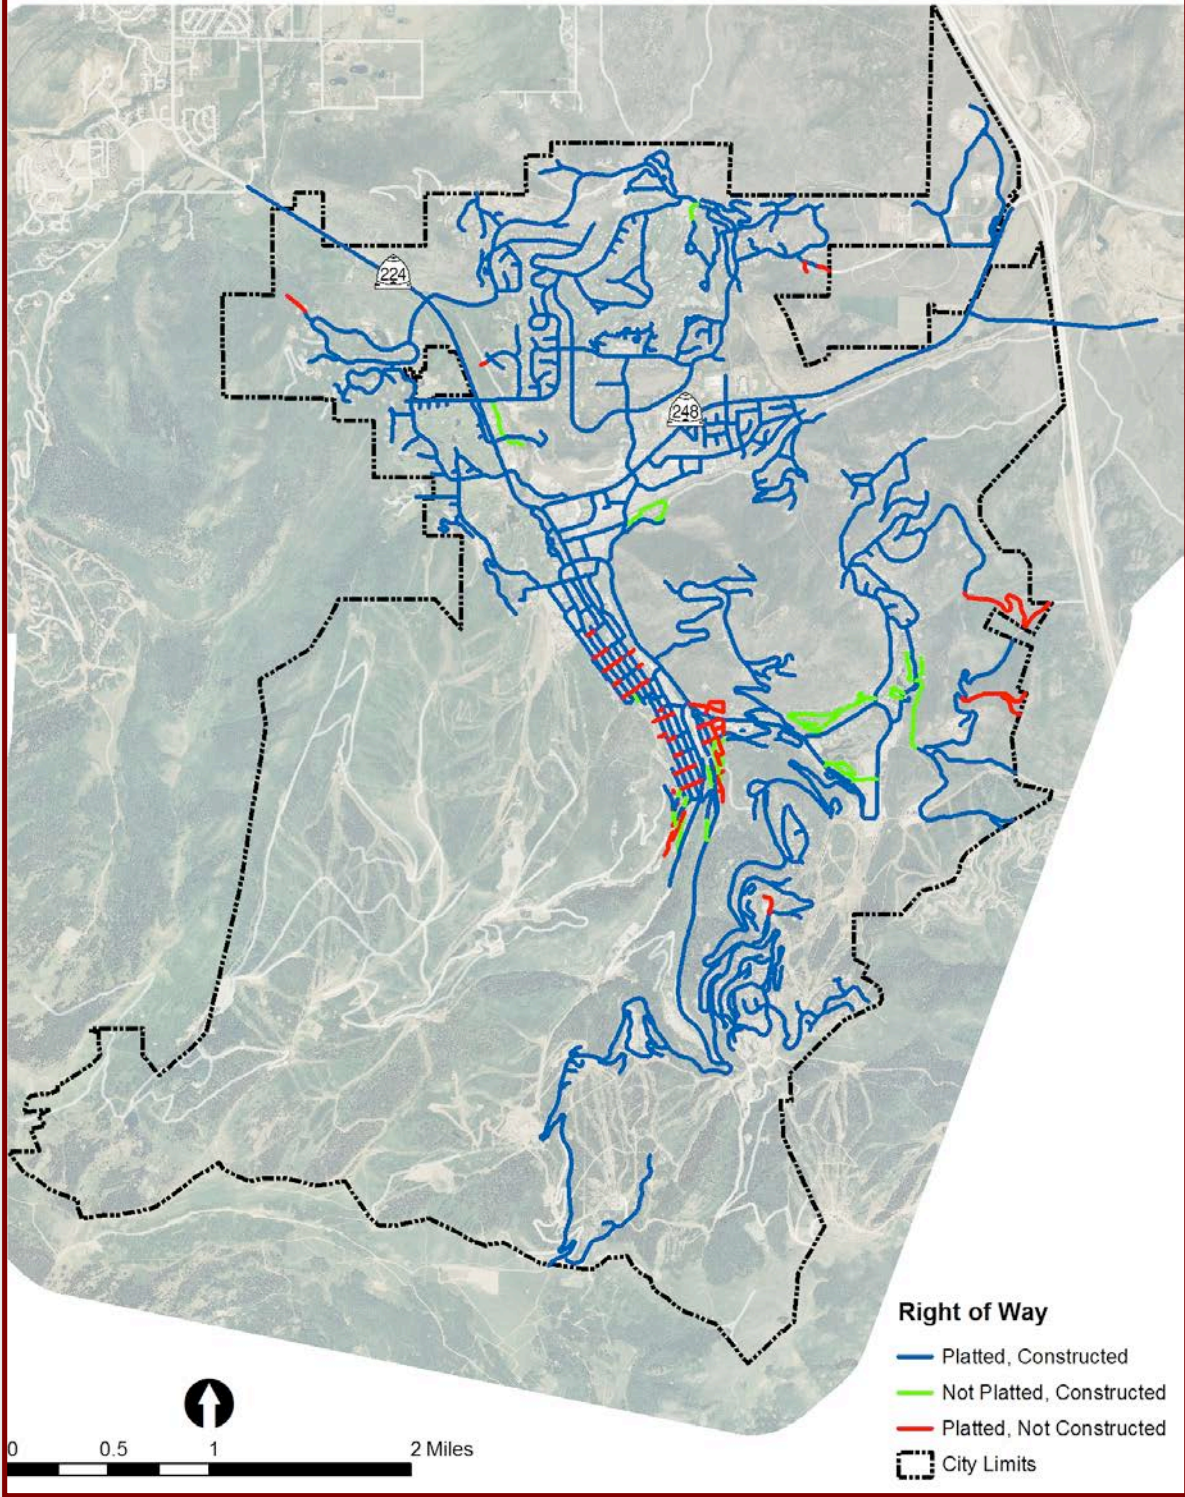 224
248
Right of Way
Platted, Constructed
Not Platted, Constructed
Platted, Not Constructed
City Limits
0 0.5 1 2 Miles